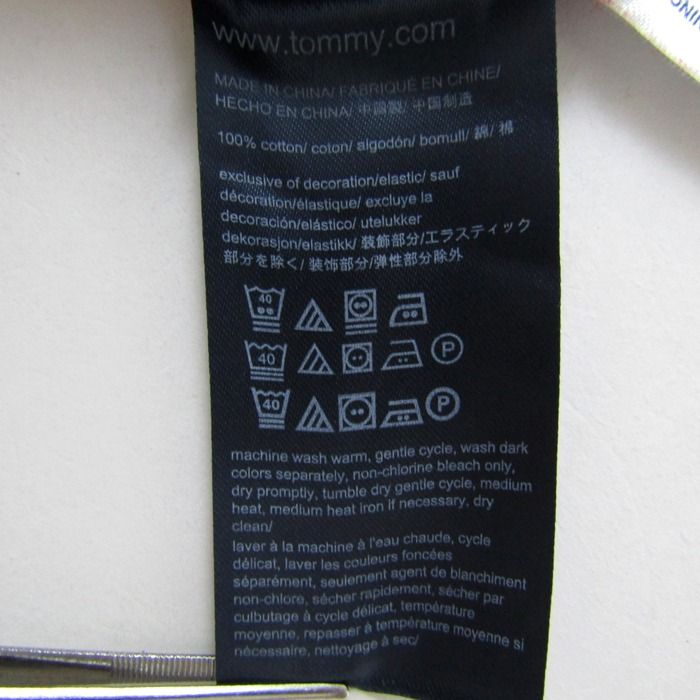 www.tommy.com
MADE IN CHINA/ FABRIQUÉ EN CHINE/
HECHO EN CHINA/ 中國製/ 中国制造
100% cotton/ coton/ algodón/ bomull/ 綿/ 棉
exclusive of decoration/elastic/ sauf
décoration/élastique/ excluye la
decoración/elástico/ utelukker
dekorasjon/elastikk/ 装飾部分/エラスティック
部分を除く/ 装饰部分/弹性部分除外
40
40 P
40 P
machine wash warm, gentle cycle, wash dark
colors separately, non-chlorine bleach only,
dry promptly, tumble dry gentle cycle, medium
heat, medium heat iron if necessary, dry
clean/
laver à la machine à l'eau chaude, cycle
délicat, laver les couleurs foncées
séparément, seulement agent de blanchiment
non-chlore, sécher rapidement, sécher par
culbutage à cycle délicat, température
moyenne, repasser à température moyenne si
nécessaire, nettoyage à sec/